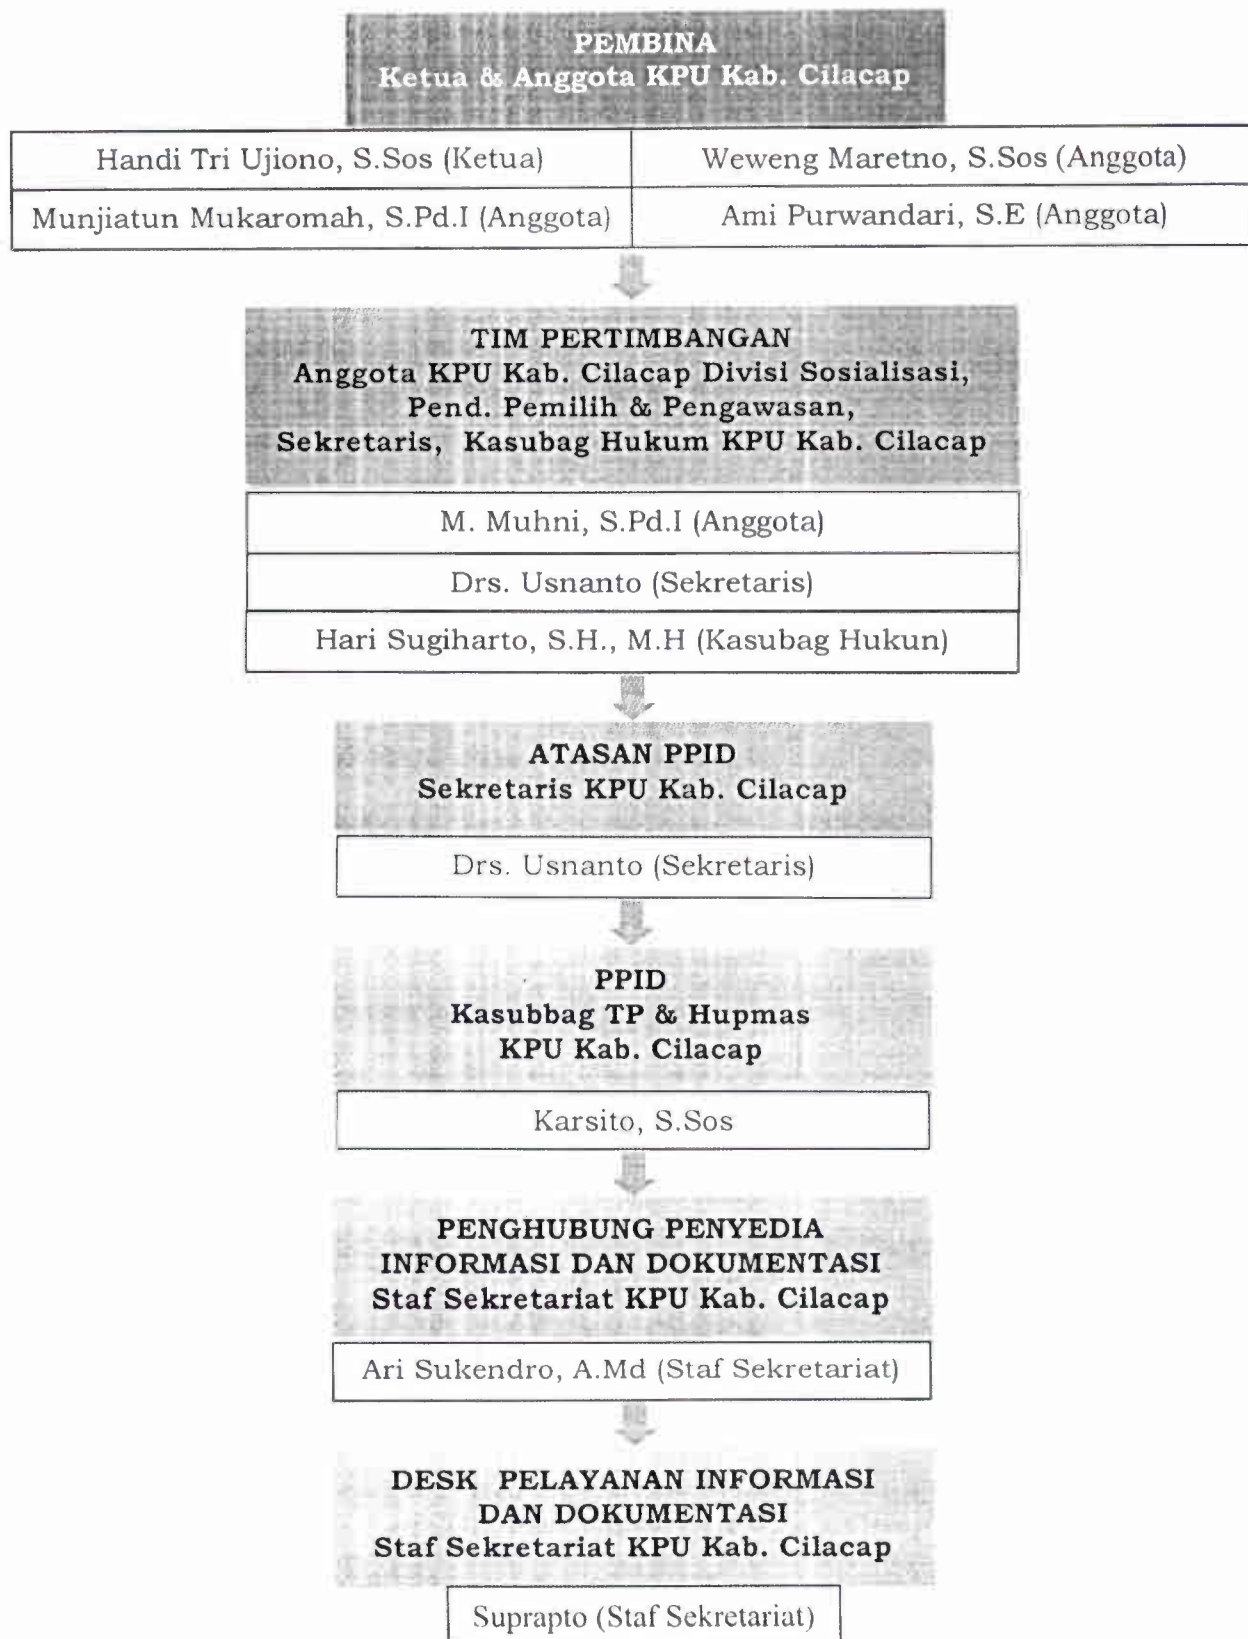 PEMBINA
Ketua & Anggota KPU Kab. Cilacap
Handi Tri Ujiono, S.Sos (Ketua)
Weweng Maretno, S.Sos (Anggota)
Munjiatun Mukaromah, S.Pd.I (Anggota)
Ami Purwandari, S.E (Anggota)
TIM PERTIMBANGAN
Anggota KPU Kab. Cilacap Divisi Sosialisasi,
Pend. Pemilih & Pengawasan,
Sekretaris, Kasubag Hukum KPU Kab. Cilacap
M. Muhni, S.Pd.I (Anggota)
Drs. Usnanto (Sekretaris)
Hari Sugiharto, S.H., M.H (Kasubag Hukun)
ATASAN PPID
Sekretaris KPU Kab. Cilacap
Drs. Usnanto (Sekretaris)
PPID
Kasubbag TP & Hupmas
KPU Kab. Cilacap
Karsito, S.Sos
PENGHUBUNG PENYEDIA
INFORMASI DAN DOKUMENTASI
Staf Sekretariat KPU Kab. Cilacap
Ari Sukendro, A.Md (Staf Sekretariat)
DESK PELAYANAN INFORMASI
DAN DOKUMENTASI
Staf Sekretariat KPU Kab. Cilacap
Suprapto (Staf Sekretariat)